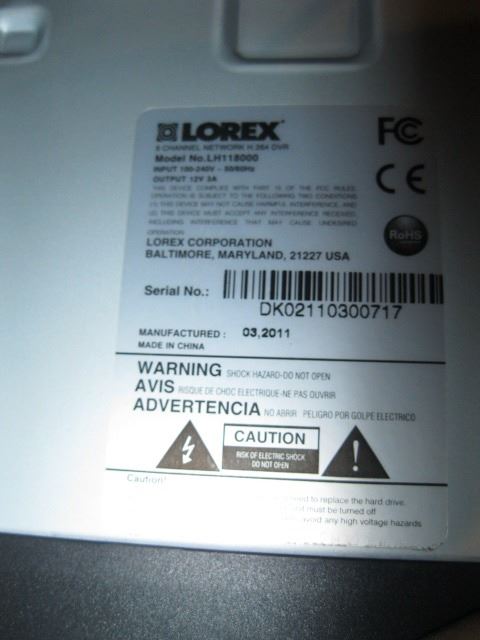 LOREX
8 CHANNEL NETWORK H.264 DVR
Model No.LH118000
INPUT 100-240V ~ 50/60Hz
OUTPUT 12V 3A
THIS DEVICE COMPLIES WITH PART 15 OF THE FCC RULES,
OPERATION IS SUBJECT TO THE FOLLOWING TWO CONDITIONS
(1) THIS DEVICE MAY NOT CAUSE HARMFUL INTERFERENCE, AND
(2) THIS DEVICE MUST ACCEPT ANY INTERFERENCE RECEIVED,
INCLUDING INTERFERENCE THAT MAY CAUSE UNDESIRED
OPERATION
FC
CE
RoHS
LOREX CORPORATION
BALTIMORE, MARYLAND, 21227 USA
Serial No.:
DK02110300717
MANUFACTURED : 03,2011
MADE IN CHINA
WARNING SHOCK HAZARD-DO NOT OPEN
AVIS RISQUE DE CHOC ELECTRIQUE-NE PAS OUVRIR
ADVERTENCIA NO ABRIR PELIGRO POR GOLPE ELECTRICO
CAUTION
RISK OF ELECTRIC SHOCK
DO NOT OPEN
!
Caution!
to replace the hard drive.
must be turned off
avoid any high voltage hazards